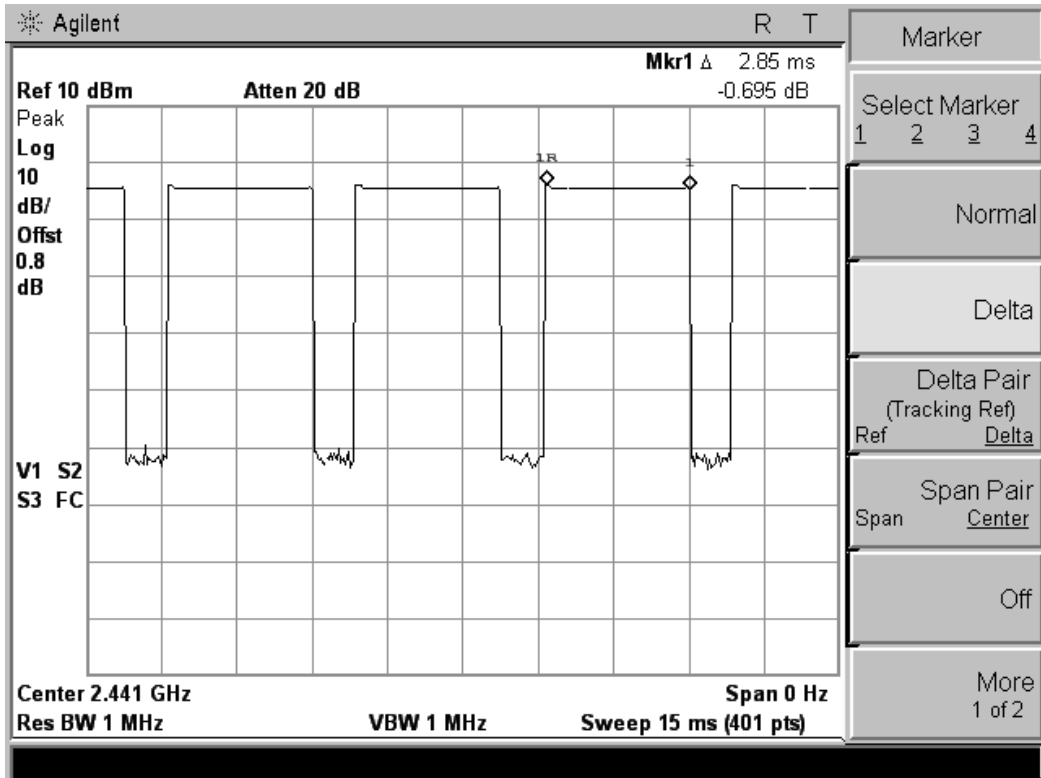 Agilent
R T
Mkr1 Δ 2.85 ms
Ref 10 dBm
Atten 20 dB
-0.695 dB
Peak
Log
10
dB/
Offst
0.8
dB
1R
1
V1 S2
S3 FC
Center 2.441 GHz
Span 0 Hz
Res BW 1 MHz
VBW 1 MHz
Sweep 15 ms (401 pts)
Marker
Select Marker
1 2 3 4
Normal
Delta
Delta Pair
(Tracking Ref)
Ref Delta
Span Pair
Span Center
Off
More
1 of 2